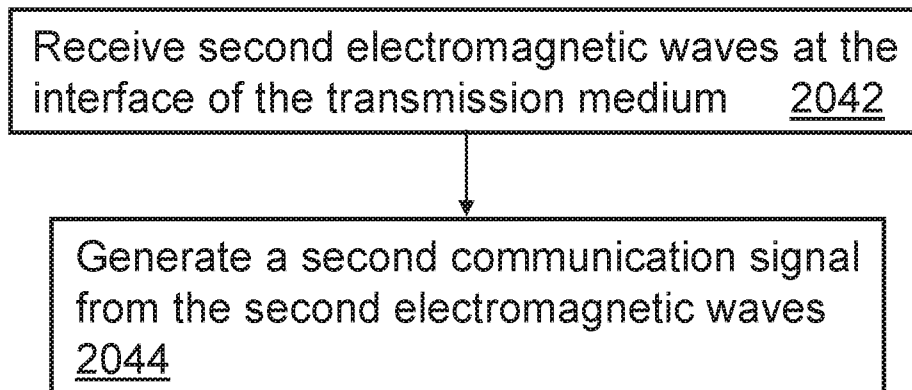 Receive second electromagnetic waves at the
interface of the transmission medium 2042
Generate a second communication signal
from the second electromagnetic waves
2044